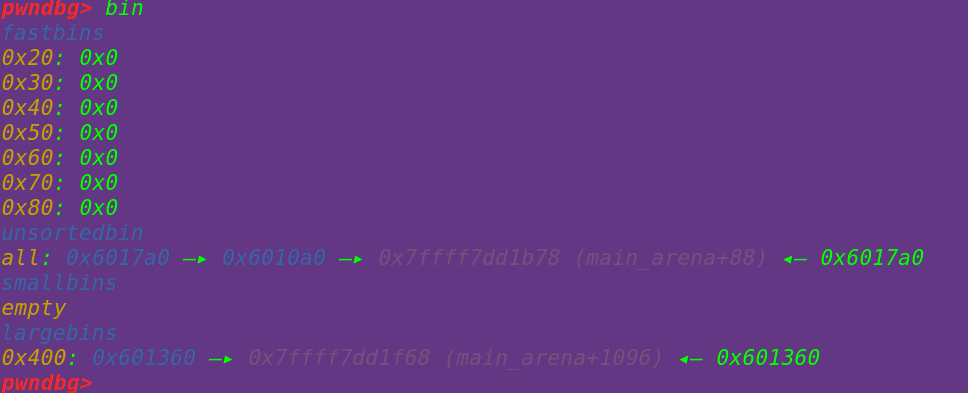 pwndbg> bin
fastbins
0x20: 0x0
0x30: 0x0
0x40: 0x0
0x50: 0x0
0x60: 0x0
0x70: 0x0
0x80: 0x0
unsortedbin
all: 0x6017a0 —▸ 0x6010a0 —▸ 0x7ffff7dd1b78 (main_arena+88) ◂— 0x6017a0
smallbins
empty
largebins
0x400: 0x601360 —▸ 0x7ffff7dd1f68 (main_arena+1096) ◂— 0x601360
pwndbg>